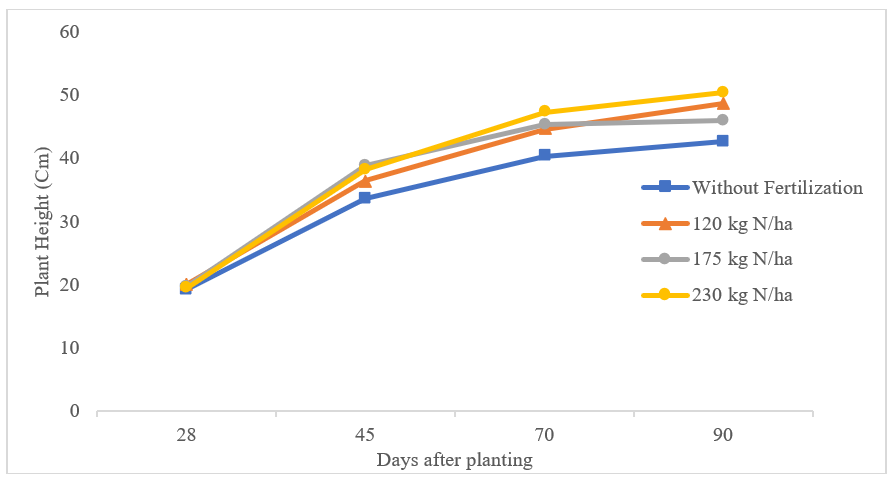 60
50
40
30
20
10
0
Plant Height (Cm)
28 45 70 90
Days after planting
Without Fertilization
120 kg N/ha
175 kg N/ha
230 kg N/ha